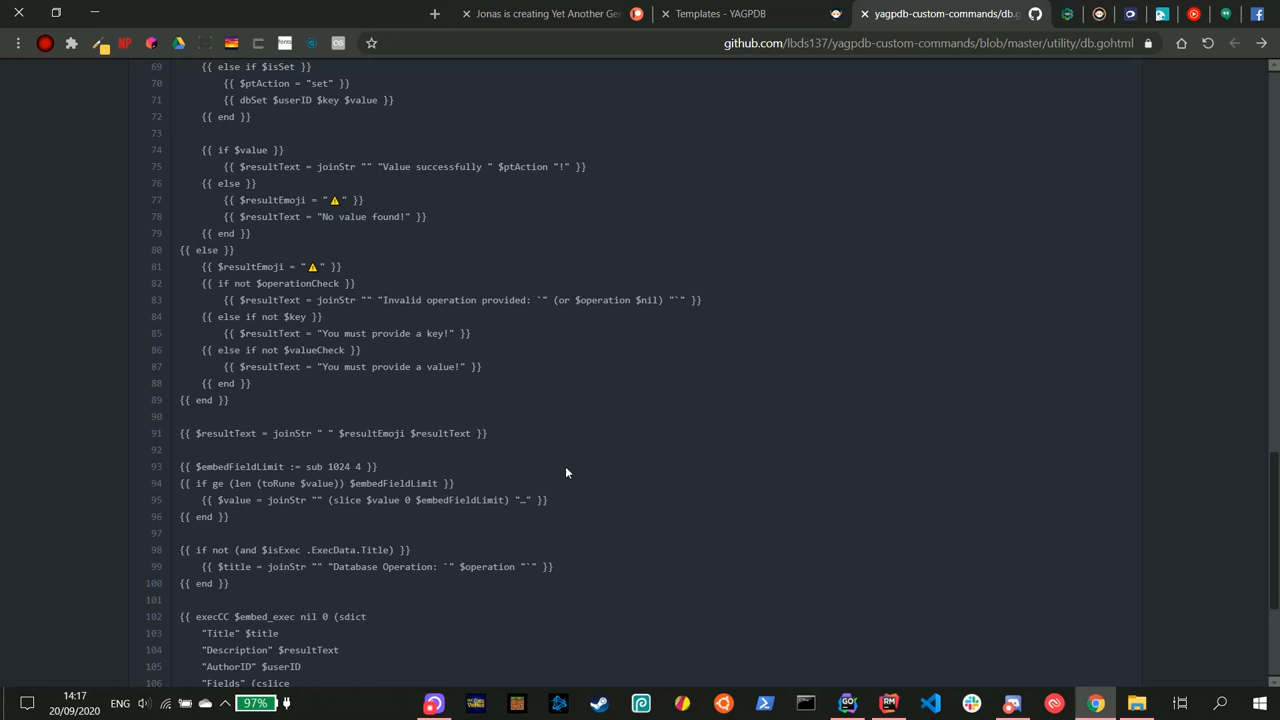 Jonas is creating Yet Another Ger
Templates - YAGPDB
yagpdb-custom-commands/db.g
github.com/lbds137/yagpdb-custom-commands/blob/master/utility/db.gohtml
69 {{ else if $isSet }}
70 {{ $ptAction = "set" }}
71 {{ dbSet $userID $key $value }}
72 {{ end }}
73
74 {{ if $value }}
75 {{ $resultText = joinStr "" "Value successfully " $ptAction "!" }}
76 {{ else }}
77 {{ $resultEmoji = "⚠️" }}
78 {{ $resultText = "No value found!" }}
79 {{ end }}
80 {{ else }}
81 {{ $resultEmoji = "⚠️" }}
82 {{ if not $operationCheck }}
83 {{ $resultText = joinStr "" "Invalid operation provided: `" (or $operation $nil) "`" }}
84 {{ else if not $key }}
85 {{ $resultText = "You must provide a key!" }}
86 {{ else if not $valueCheck }}
87 {{ $resultText = "You must provide a value!" }}
88 {{ end }}
89 {{ end }}
90
91 {{ $resultText = joinStr " " $resultEmoji $resultText }}
92
93 {{ $embedFieldLimit := sub 1024 4 }}
94 {{ if ge (len (toRune $value)) $embedFieldLimit }}
95 {{ $value = joinStr "" (slice $value 0 $embedFieldLimit) "…" }}
96 {{ end }}
97
98 {{ if not (and $isExec .ExecData.Title) }}
99 {{ $title = joinStr "" "Database Operation: `" $operation "`" }}
100 {{ end }}
101
102 {{ execCC $embed_exec nil 0 (sdict
103 "Title" $title
104 "Description" $resultText
105 "AuthorID" $userID
106 "Fields" (cslice
14:17
20/09/2020
ENG
97%